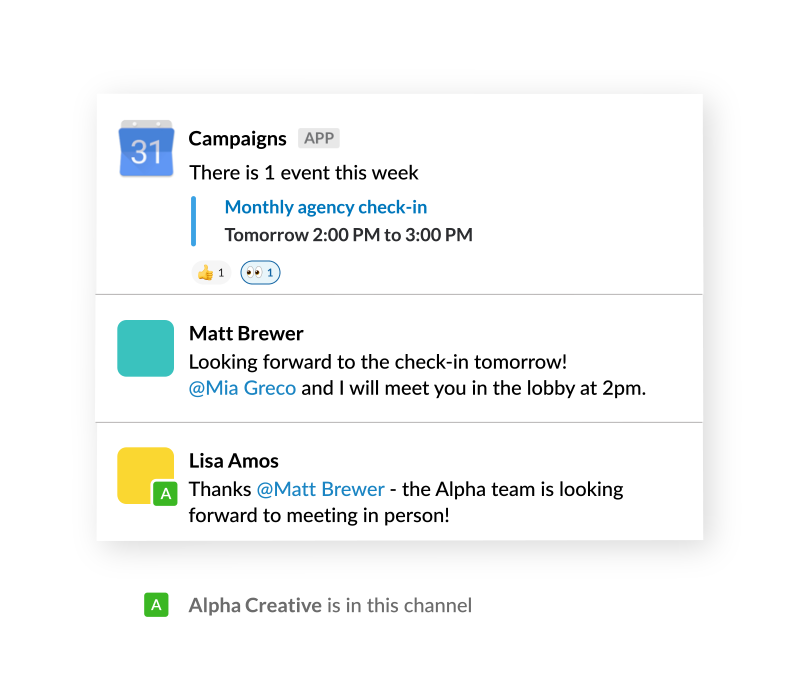 31
Campaigns APP
There is 1 event this week
Monthly agency check-in
Tomorrow 2:00 PM to 3:00 PM
1 1
Matt Brewer
Looking forward to the check-in tomorrow!
@Mia Greco and I will meet you in the lobby at 2pm.
Lisa Amos
Thanks @Matt Brewer - the Alpha team is looking
A
forward to meeting in person!
A Alpha Creative is in this channel